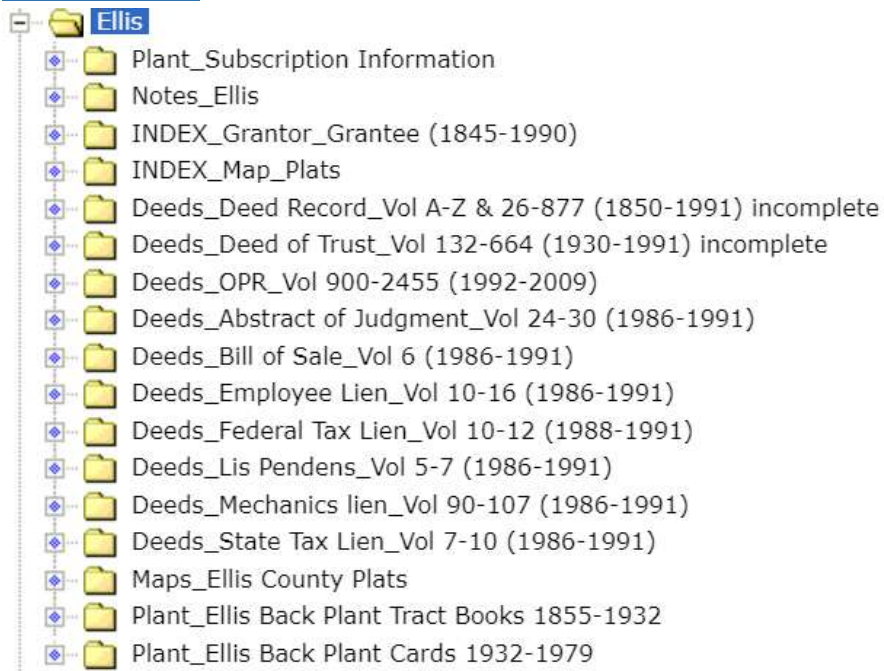 Ellis
Plant_Subscription Information
Notes_Ellis
INDEX_Grantor_Grantee (1845-1990)
INDEX_Map_Plats
Deeds_Deed Record_Vol A-Z & 26-877 (1850-1991) incomplete
Deeds_Deed of Trust_Vol 132-664 (1930-1991) incomplete
Deeds_OPR_Vol 900-2455 (1992-2009)
Deeds_Abstract of Judgment_Vol 24-30 (1986-1991)
Deeds_Bill of Sale_Vol 6 (1986-1991)
Deeds_Employee Lien_Vol 10-16 (1986-1991)
Deeds_Federal Tax Lien_Vol 10-12 (1988-1991)
Deeds_Lis Pendens_Vol 5-7 (1986-1991)
Deeds_Mechanics lien_Vol 90-107 (1986-1991)
Deeds_State Tax Lien_Vol 7-10 (1986-1991)
Maps_Ellis County Plats
Plant_Ellis Back Plant Tract Books 1855-1932
Plant_Ellis Back Plant Cards 1932-1979